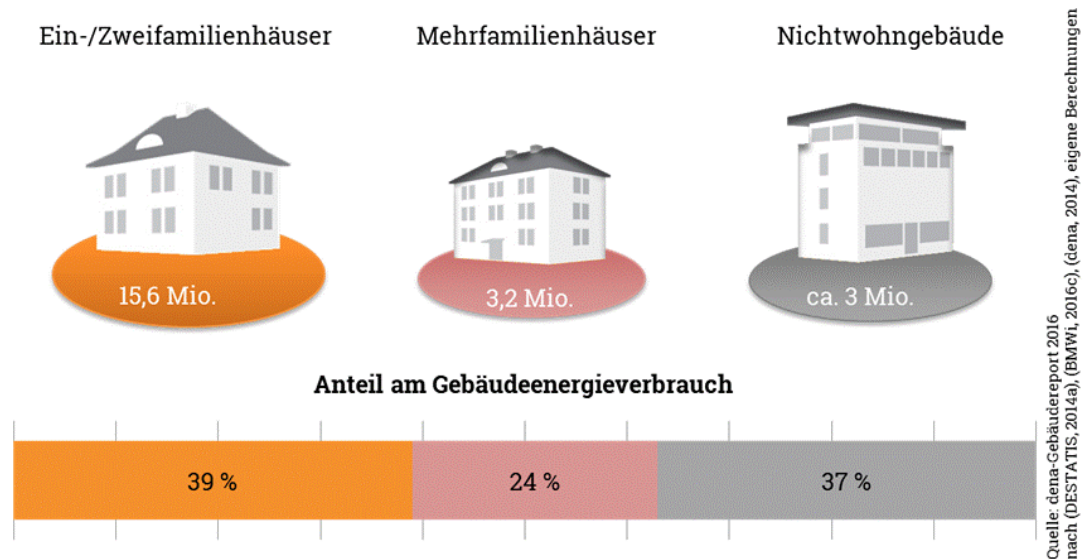 Ein-/Zweifamilienhäuser
Mehrfamilienhäuser
Nichtwohngebäude
15,6 Mio.
3,2 Mio.
ca. 3 Mio.
Anteil am Gebäudeenergieverbrauch
39 %
24 %
37 %
Quelle: dena-Gebäudereport 2016
nach (DESTATIS, 2014a), (BMWi, 2016c), (dena, 2014), eigene Berechnungen